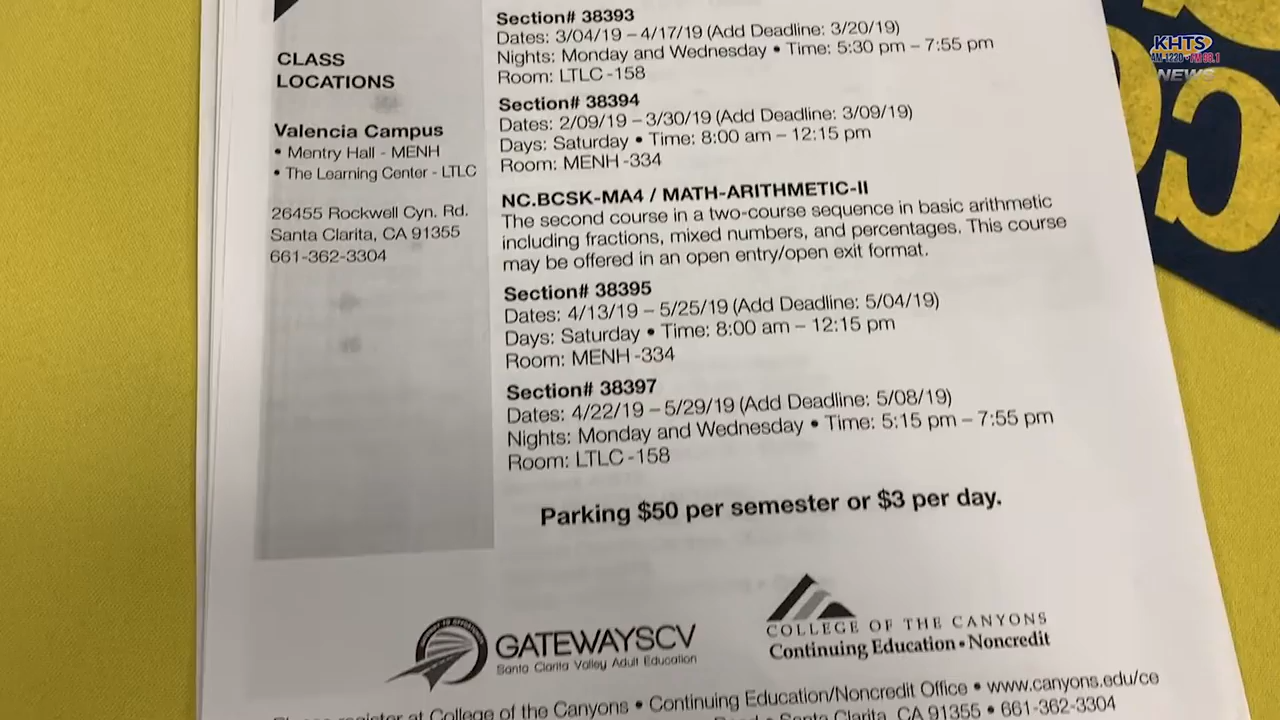 CLASS
LOCATIONS
Valencia Campus
• Mentry Hall - MENH
• The Learning Center - LTLC
26455 Rockwell Cyn. Rd.
Santa Clarita, CA 91355
661-362-3304
Section# 38393
Dates: 3/04/19 – 4/17/19 (Add Deadline: 3/20/19)
Nights: Monday and Wednesday • Time: 5:30 pm – 7:55 pm
Room: LTLC -158
Section# 38394
Dates: 2/09/19 – 3/30/19 (Add Deadline: 3/09/19)
Days: Saturday • Time: 8:00 am – 12:15 pm
Room: MENH -334
NC.BCSK-MA4 / MATH-ARITHMETIC-II
The second course in a two-course sequence in basic arithmetic
including fractions, mixed numbers, and percentages. This course
may be offered in an open entry/open exit format.
Section# 38395
Dates: 4/13/19 – 5/25/19 (Add Deadline: 5/04/19)
Days: Saturday • Time: 8:00 am – 12:15 pm
Room: MENH -334
Section# 38397
Dates: 4/22/19 – 5/29/19 (Add Deadline: 5/08/19)
Nights: Monday and Wednesday • Time: 5:15 pm – 7:55 pm
Room: LTLC -158
Parking $50 per semester or $3 per day.
GATEWAYSCV
Santa Clarita Valley Adult Education
COLLEGE OF THE CANYONS
Continuing Education • Noncredit
register at College of the Canyons • Continuing Education/Noncredit Office • www.canyons.edu/ce
Road • Santa Clarita, CA 91355 • 661-362-3304
KHTS
AM-1220 • FM 98.1
NEWS